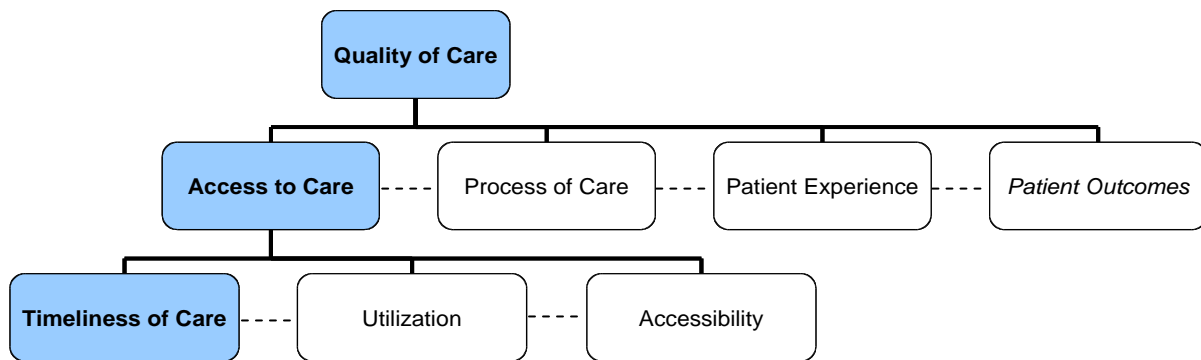 Quality of Care
Access to Care
Process of Care
Patient Experience
Patient Outcomes
Timeliness of Care
Utilization
Accessibility